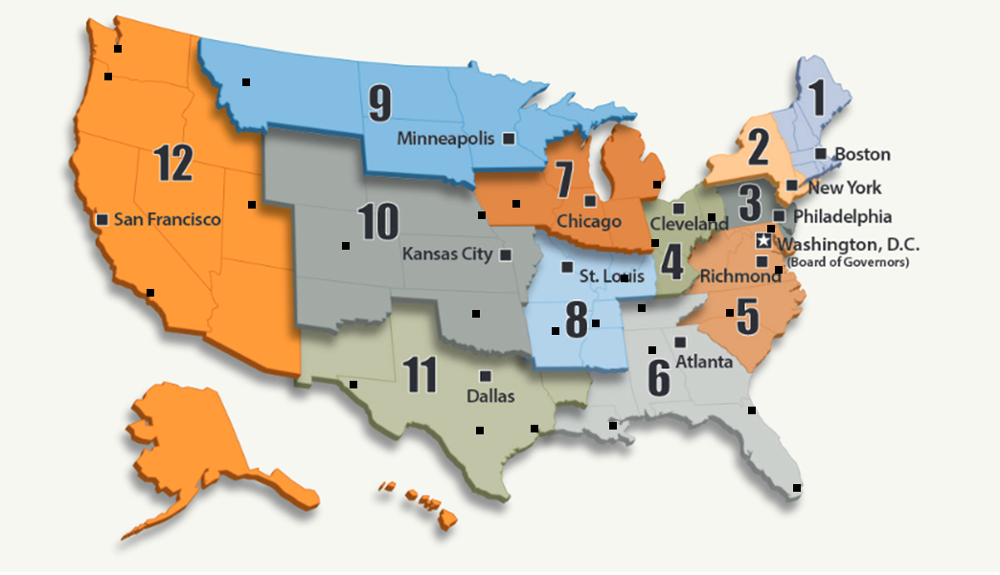 1
9
2
Minneapolis
Boston
12
7
New York
3
10
San Francisco
Chicago
Cleveland
Philadelphia
Washington, D.C.
(Board of Governors)
Kansas City
4
St. Louis
Richmond
8
5
Atlanta
6
11
Dallas